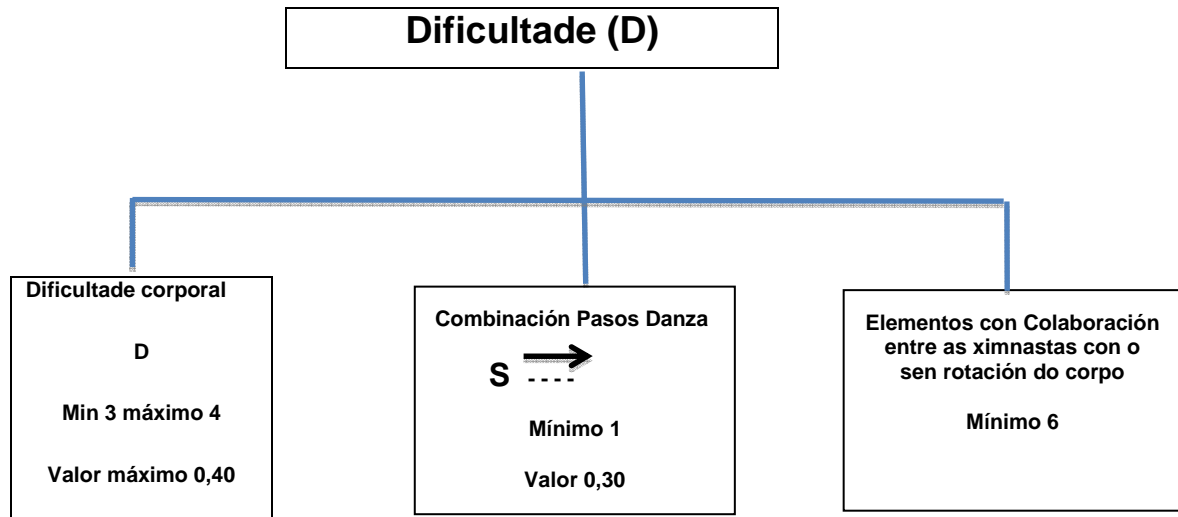 Dificultade (D)
Dificultade corporal
D
Min 3 máximo 4
Valor máximo 0,40
Combinación Pasos Danza
S ----
Mínimo 1
Valor 0,30
Elementos con Colaboración
entre as ximnastas con o
sen rotación do corpo
Mínimo 6